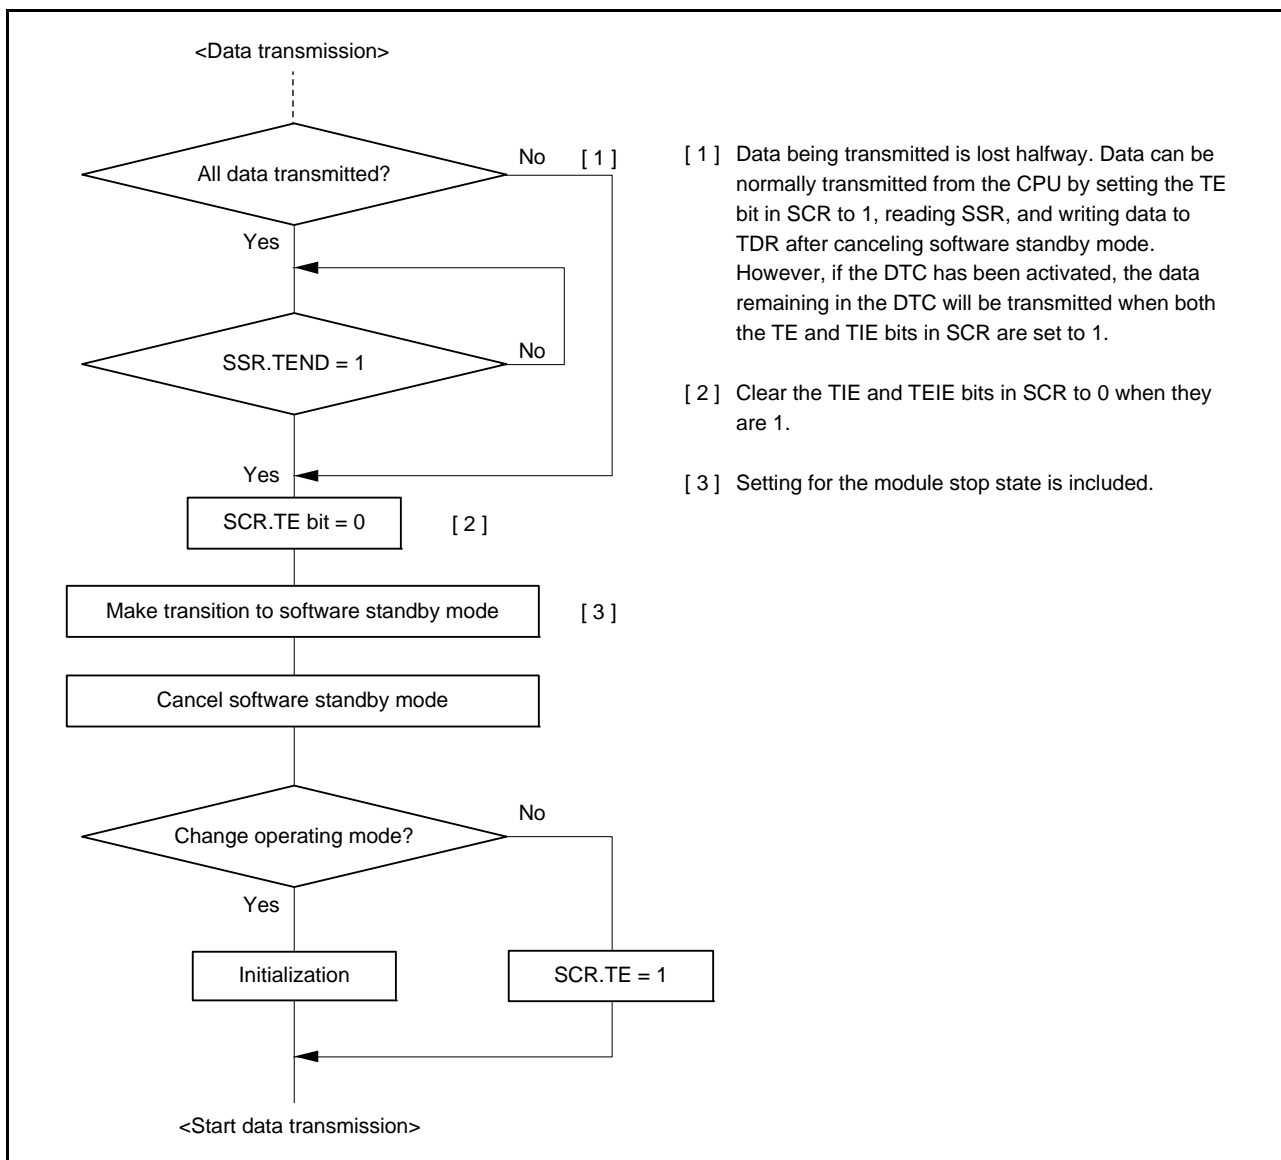 <Data transmission>
All data transmitted?
No
[ 1 ]
Yes
SSR.TEND = 1
No
Yes
SCR.TE bit = 0
[ 2 ]
Make transition to software standby mode
[ 3 ]
Cancel software standby mode
Change operating mode?
No
Yes
Initialization
SCR.TE = 1
<Start data transmission>
[ 1 ] Data being transmitted is lost halfway. Data can be
normally transmitted from the CPU by setting the TE
bit in SCR to 1, reading SSR, and writing data to
TDR after canceling software standby mode.
However, if the DTC has been activated, the data
remaining in the DTC will be transmitted when both
the TE and TIE bits in SCR are set to 1.
[ 2 ] Clear the TIE and TEIE bits in SCR to 0 when they
are 1.
[ 3 ] Setting for the module stop state is included.